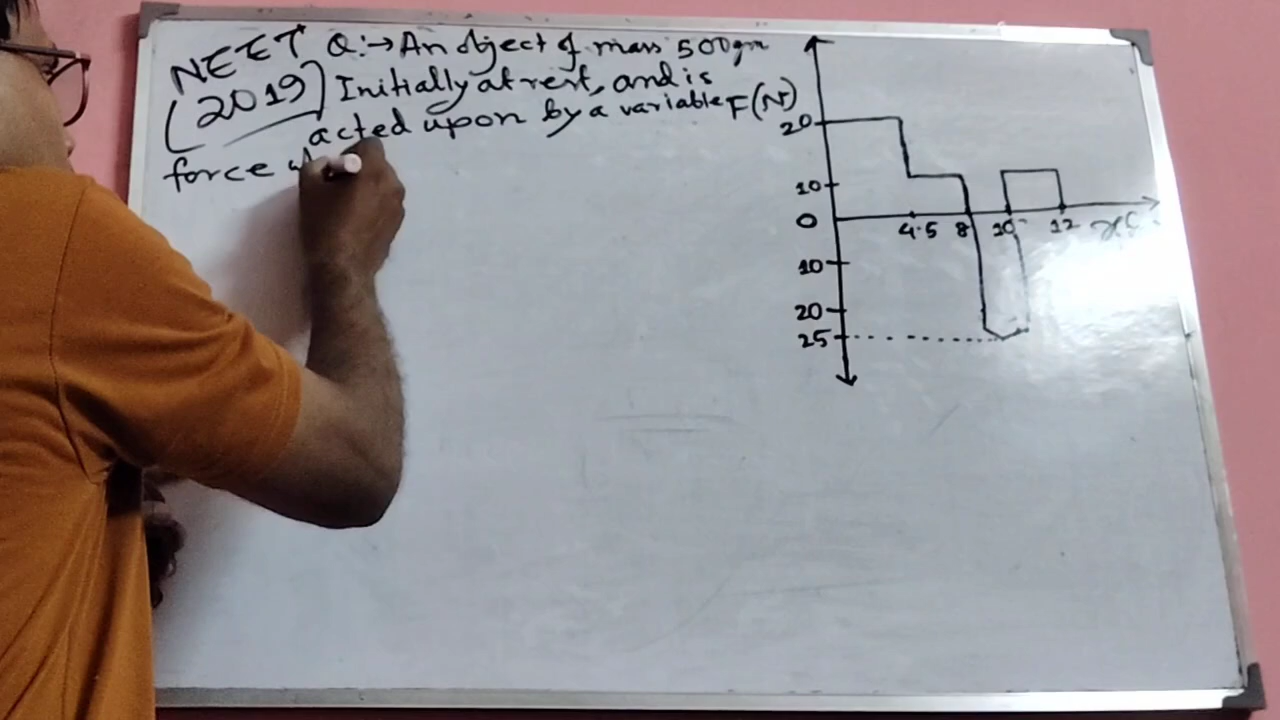 NEET Q:→ An object of mass 500gm
(2019) Initially at rest, and is
acted upon by a variable
force
F(N)
20
10
0
4.5 8 10 12
10
20
25